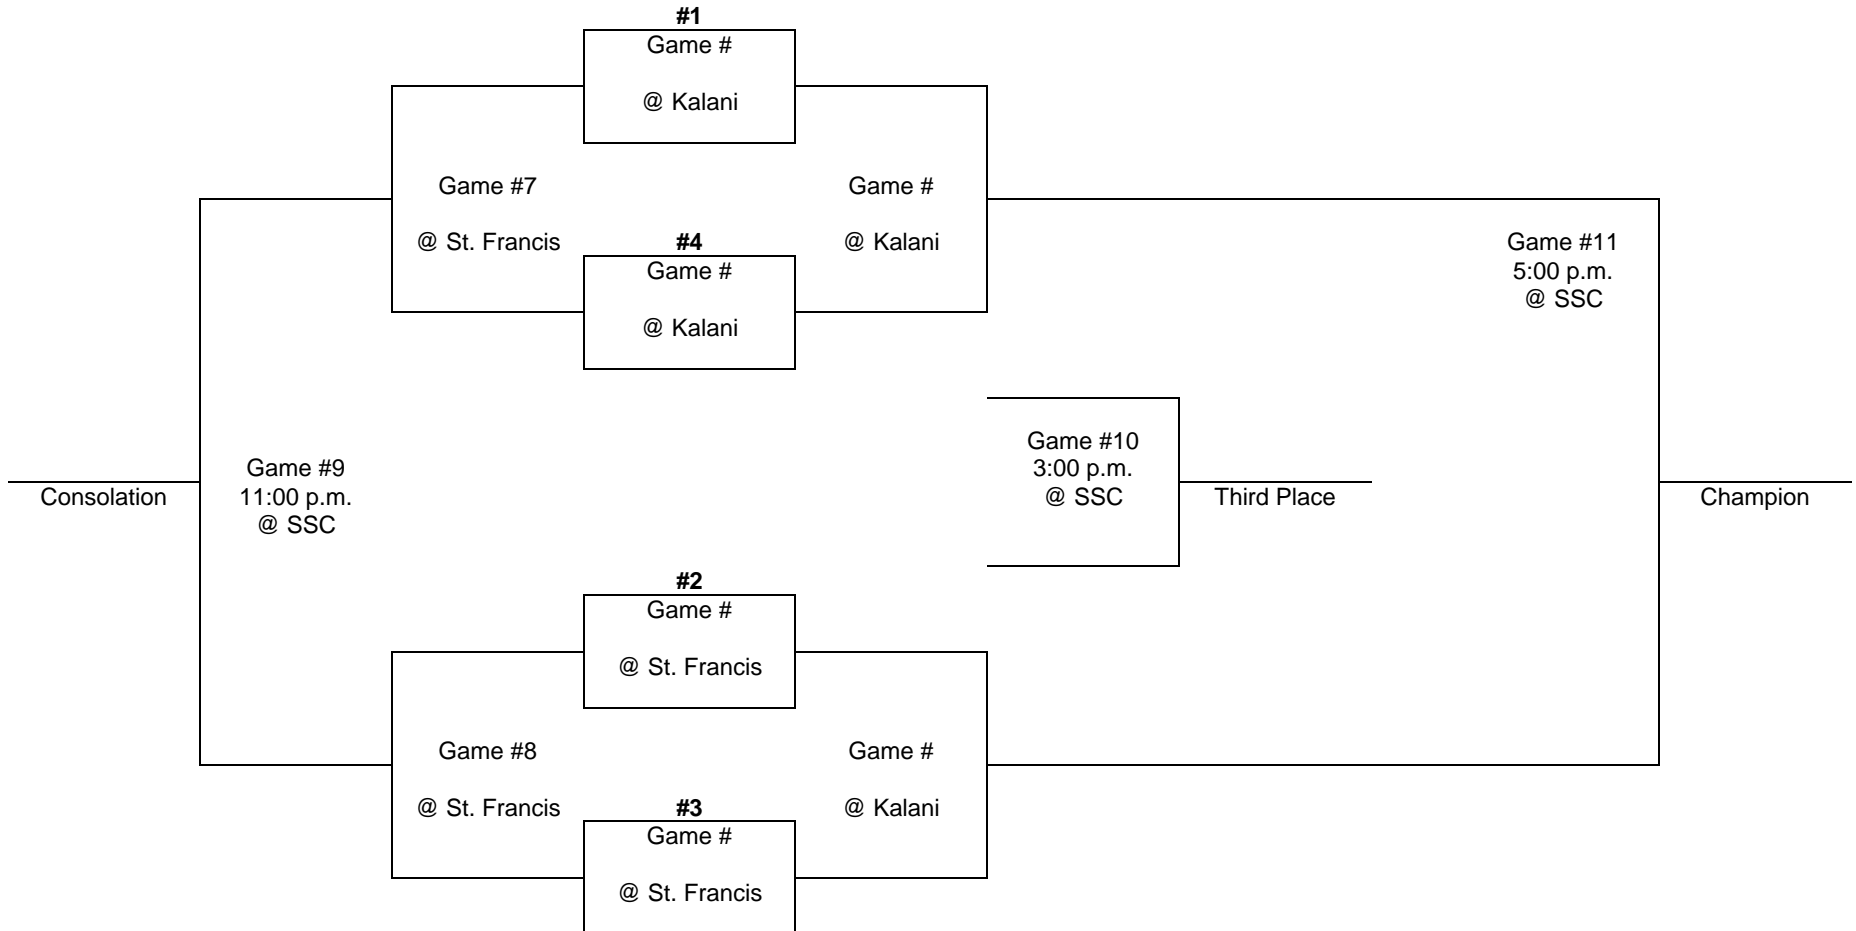 #1
Game #
@ Kalani
Game #7
Game #
@ St. Francis
#4
@ Kalani
Game #11
Game #
5:00 p.m.
@ SSC
@ Kalani
Game #10
Game #9
3:00 p.m.
Consolation
11:00 p.m.
@ SSC
Third Place
Champion
@ SSC
#2
Game #
@ St. Francis
Game #8
Game #
@ St. Francis
#3
@ Kalani
Game #
@ St. Francis